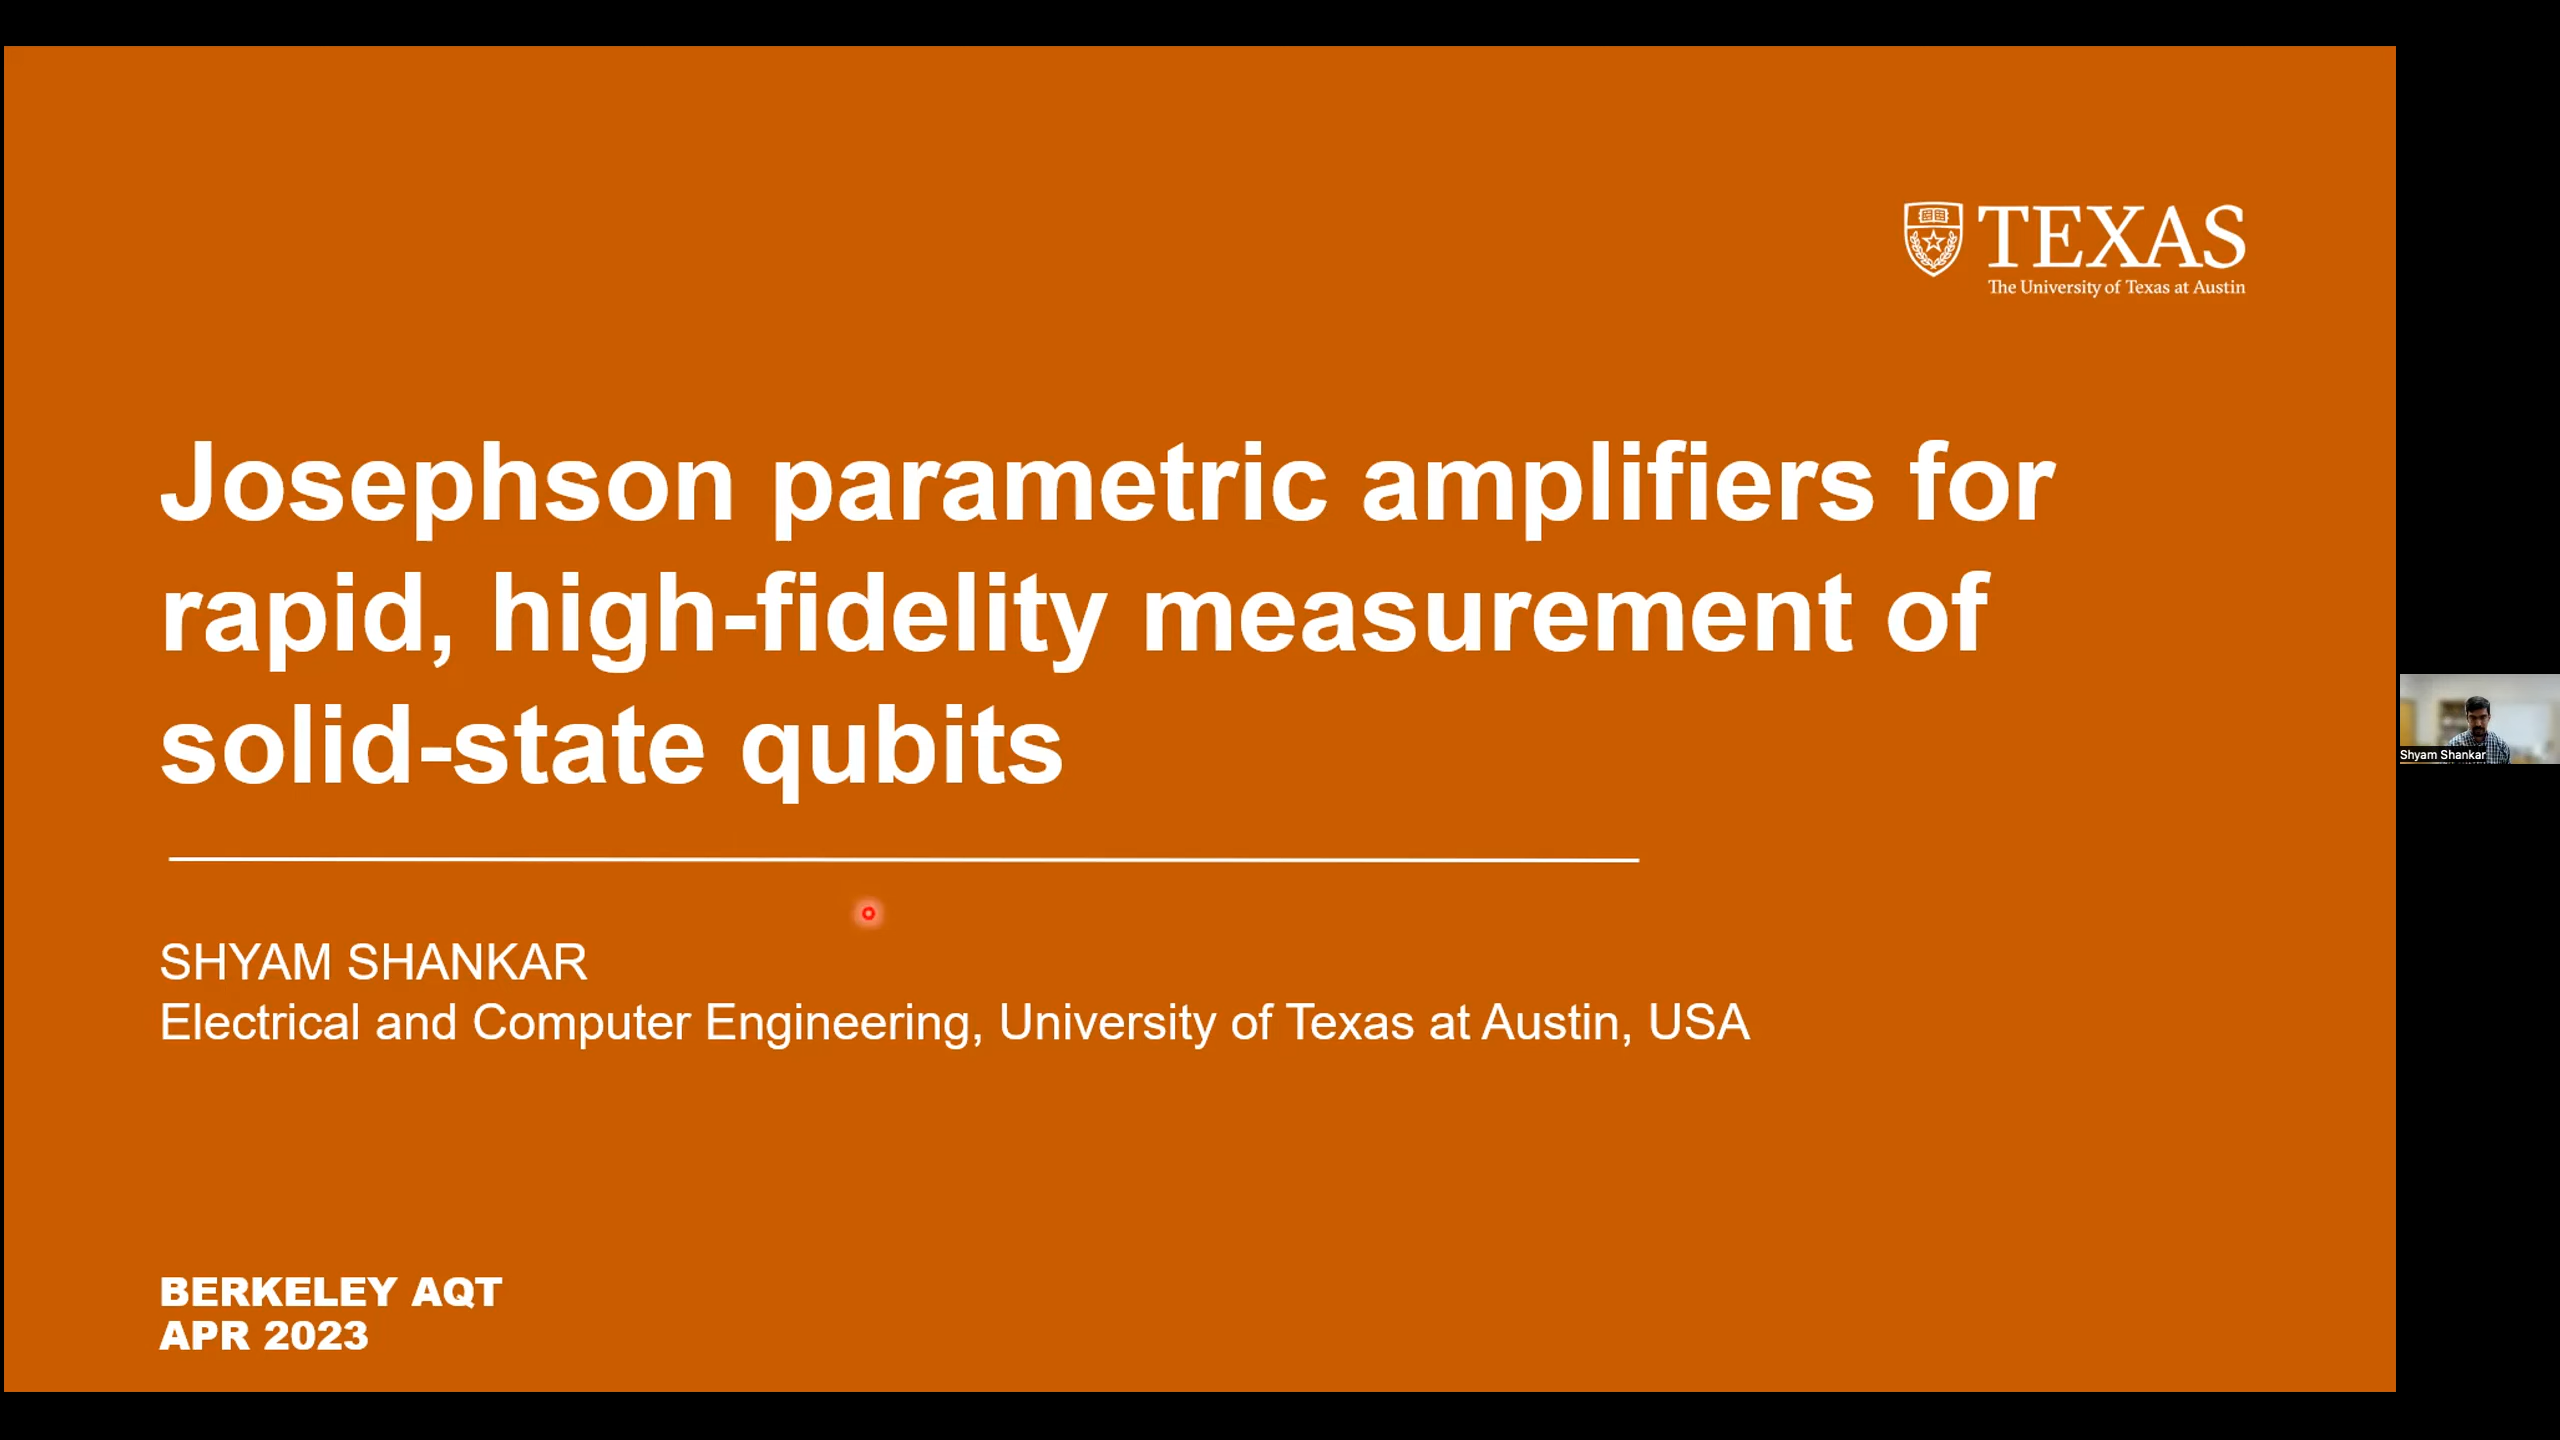 TEXAS
The University of Texas at Austin
Josephson parametric amplifiers for
rapid, high-fidelity measurement of
solid-state qubits
SHYAM SHANKAR
Electrical and Computer Engineering, University of Texas at Austin, USA
BERKELEY AQT
APR 2023
Shyam Shankar